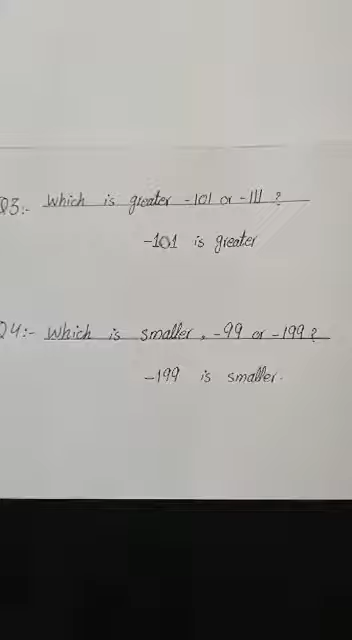 Q3:- Which is greater -101 or -111 ?
-101 is greater
Q4:- Which is smaller, -99 or -199 ?
-199 is smaller.